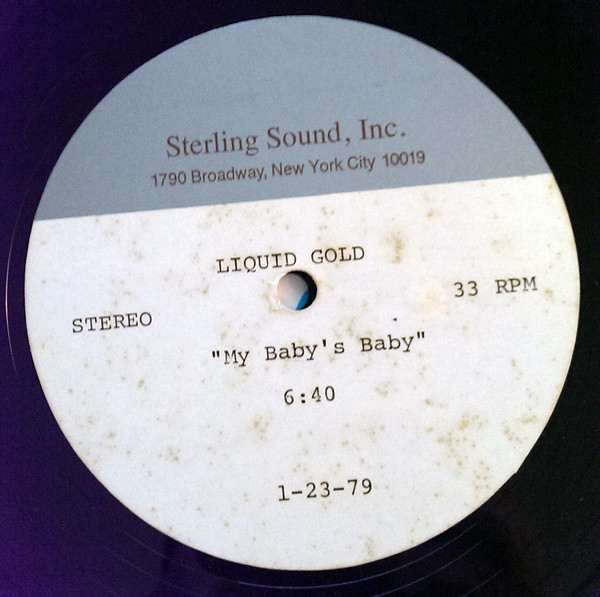 Sterling Sound, Inc.
1790 Broadway, New York City 10019
LIQUID GOLD
STEREO
33 RPM
"My Baby's Baby"
6:40
1-23-79